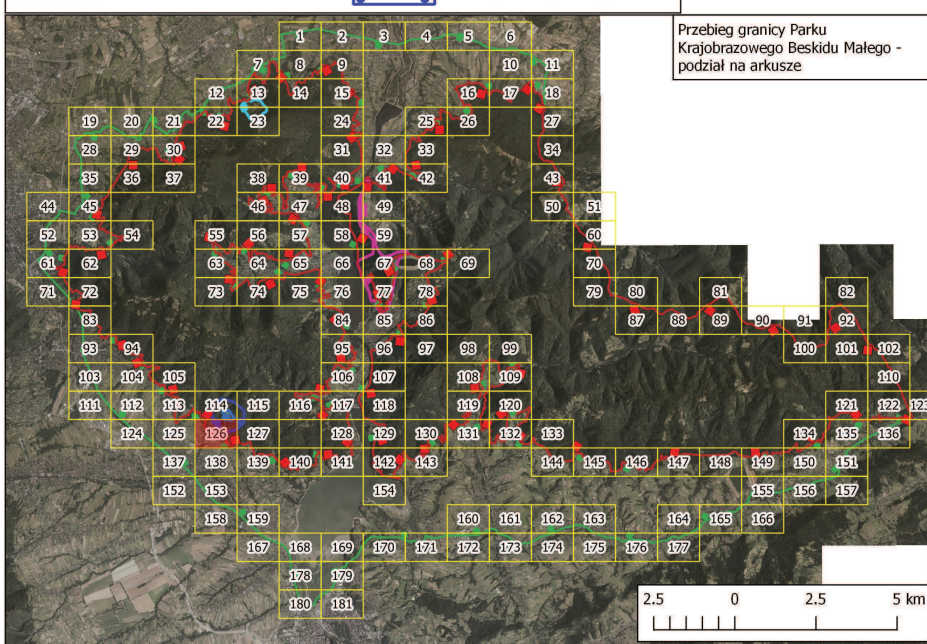 Przebieg granicy Parku
Krajobrazowego Beskidu Małego -
podział na arkusze
1 2 3 4 5 6
7 8 9 10 11
12 13 14 15 16 17 18
19 20 21 22 23 24 25 26 27
28 29 30 31 32 33 34
35 36 37 38 39 40 41 42 43
44 45 46 47 48 49 50 51
52 53 54 55 56 57 58 59 60
61 62 63 64 65 66 67 68 69 70
71 72 73 74 75 76 77 78 79 80 81 82
83 84 85 86 87 88 89 90 91 92
93 94 95 96 97 98 99 100 101 102
103 104 105 106 107 108 109 110
111 112 113 114 115 116 117 118 119 120 121 122 123
124 125 126 127 128 129 130 131 132 133 134 135 136
137 138 139 140 141 142 143 144 145 146 147 148 149 150 151
152 153 154 155 156 157
158 159 160 161 162 163 164 165 166
167 168 169 170 171 172 173 174 175 176 177
178 179
180 181
2.5 0 2.5 5 km